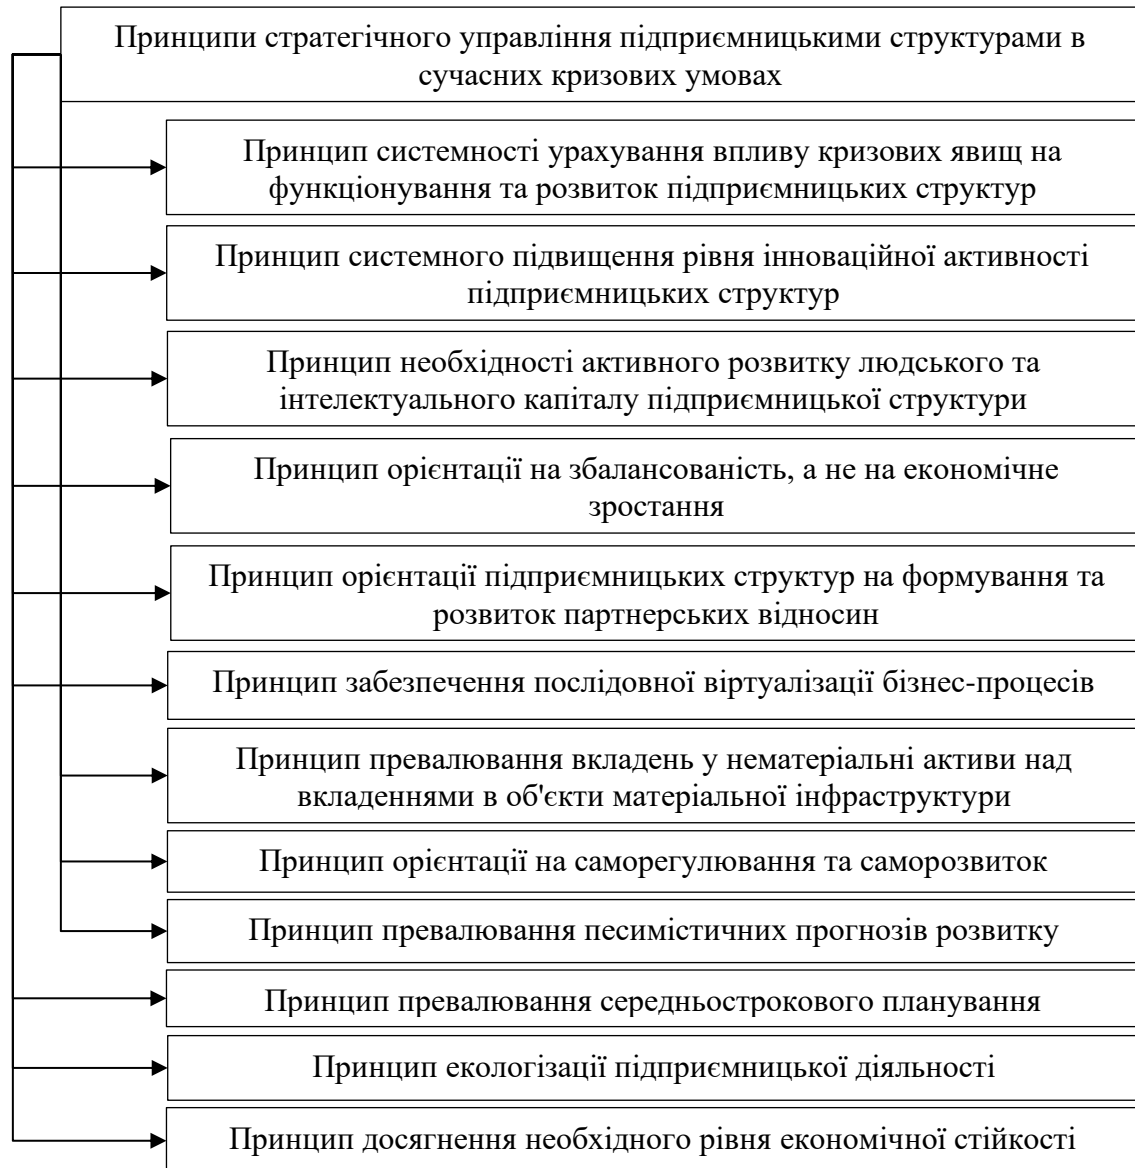 Принципи стратегічного управління підприємницькими структурами в
сучасних кризових умовах
Принцип системності урахування впливу кризових явищ на
функціонування та розвиток підприємницьких структур
Принцип системного підвищення рівня інноваційної активності
підприємницьких структур
Принцип необхідності активного розвитку людського та
інтелектуального капіталу підприємницької структури
Принцип орієнтації на збалансованість, а не на економічне
зростання
Принцип орієнтації підприємницьких структур на формування та
розвиток партнерських відносин
Принцип забезпечення послідовної віртуалізації бізнес-процесів
Принцип превалювання вкладень у нематеріальні активи над
вкладеннями в об'єкти матеріальної інфраструктури
Принцип орієнтації на саморегулювання та саморозвиток
Принцип превалювання песимістичних прогнозів розвитку
Принцип превалювання середньострокового планування
Принцип екологізації підприємницької діяльності
Принцип досягнення необхідного рівня економічної стійкості